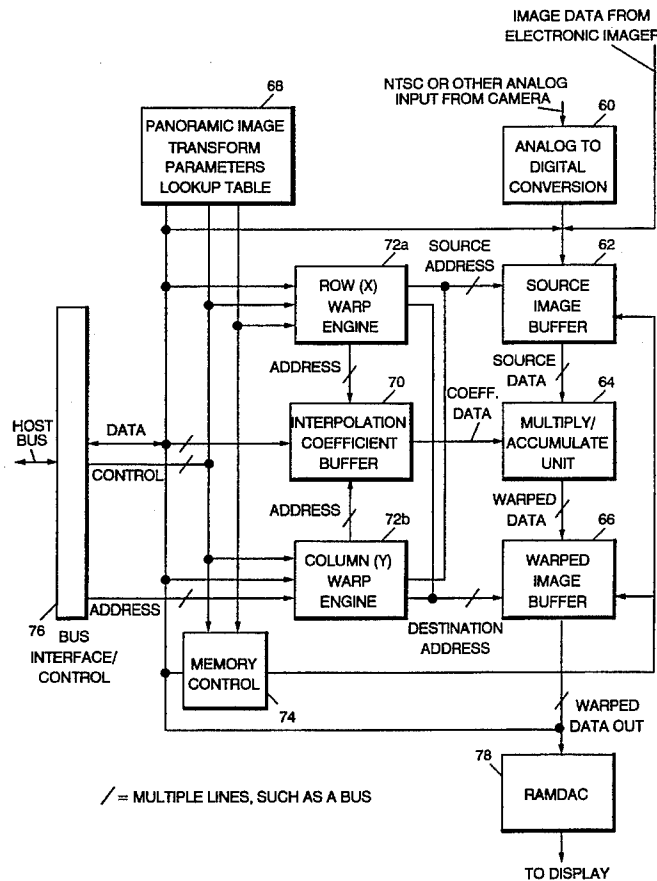 IMAGE DATA FROM
ELECTRONIC IMAGER
68
NTSC OR OTHER ANALOG
INPUT FROM CAMERA
60
PANORAMIC IMAGE
TRANSFORM
PARAMETERS
LOOKUP TABLE
ANALOG TO
DIGITAL
CONVERSION
72a
SOURCE
ADDRESS
62
ROW (X)
WARP
ENGINE
SOURCE
IMAGE
BUFFER
ADDRESS
SOURCE
DATA
70
COEFF.
DATA
64
HOST
BUS
DATA
INTERPOLATION
COEFFICIENT
BUFFER
MULTIPLY/
ACCUMULATE
UNIT
CONTROL
ADDRESS
WARPED
DATA
72b
66
COLUMN (Y)
WARP
ENGINE
WARPED
IMAGE
BUFFER
ADDRESS
76
DESTINATION
ADDRESS
BUS
INTERFACE/
CONTROL
MEMORY
CONTROL
74
WARPED
DATA OUT
78
RAMDAC
/ = MULTIPLE LINES, SUCH AS A BUS
TO DISPLAY